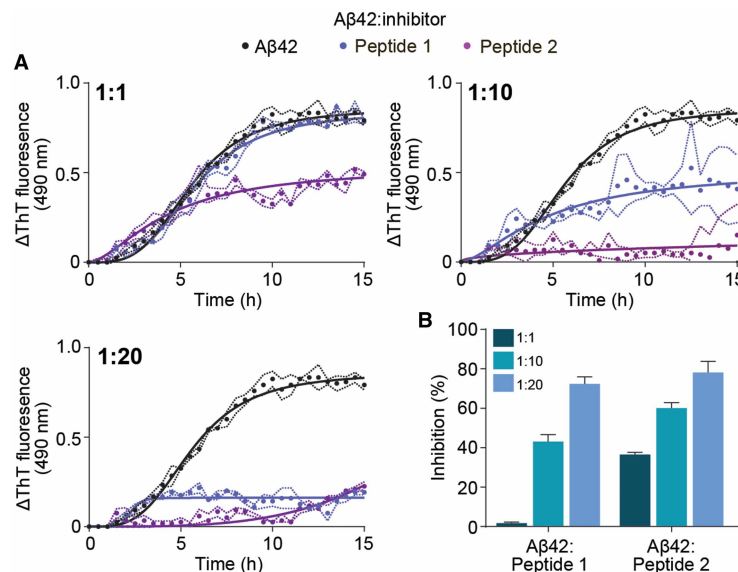 Aβ42:inhibitor
Aβ42 Peptide 1 Peptide 2
A
1:1
ΔThT fluoresence
(490 nm)
1.0
0.5
0
0 5 10 15
Time (h)
1:10
ΔThT fluoresence
(490 nm)
1.0
0.5
0
0 5 10 15
Time (h)
1:20
ΔThT fluoresence
(490 nm)
1.0
0.5
0
0 5 10 15
Time (h)
B
Inhibition (%)
100
80
60
40
20
0
1:1
1:10
1:20
Aβ42:
Peptide 1
Aβ42:
Peptide 2